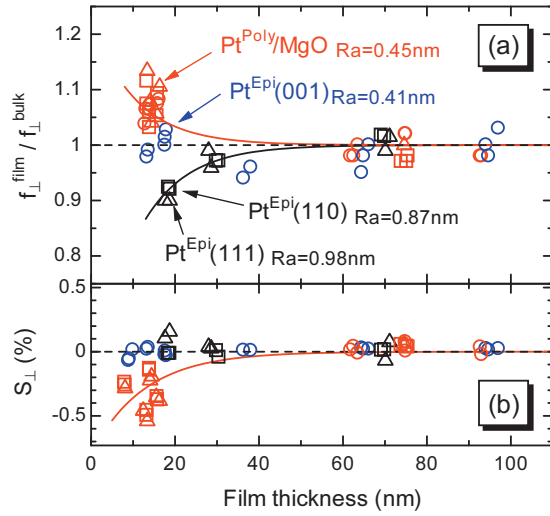 1.2
1.1
1
0.9
0.8
f⊥^film / f⊥^bulk
(a)
Pt^Poly/MgO Ra=0.45nm
Pt^Epi(001) Ra=0.41nm
Pt^Epi(110) Ra=0.87nm
Pt^Epi(111) Ra=0.98nm
0.5
0
-0.5
S⊥ (%)
(b)
0 20 40 60 80 100
Film thickness (nm)